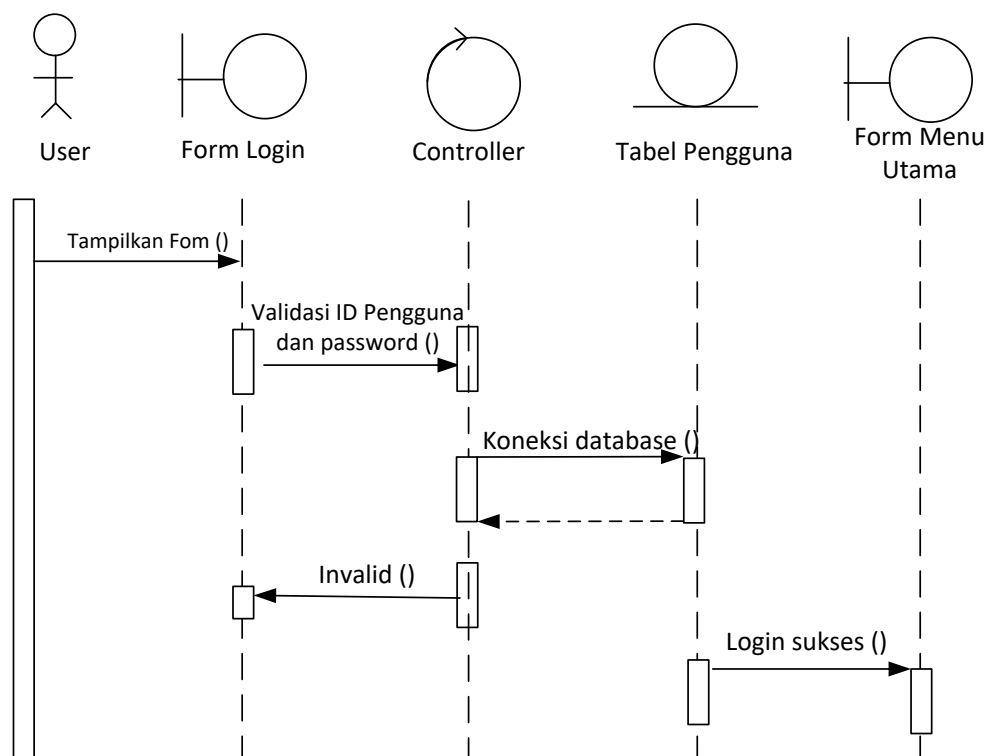 User
Form Login
Controller
Tabel Pengguna
Form Menu
Utama
Tampilkan Fom ()
Validasi ID Pengguna
dan password ()
Koneksi database ()
Invalid ()
Login sukses ()